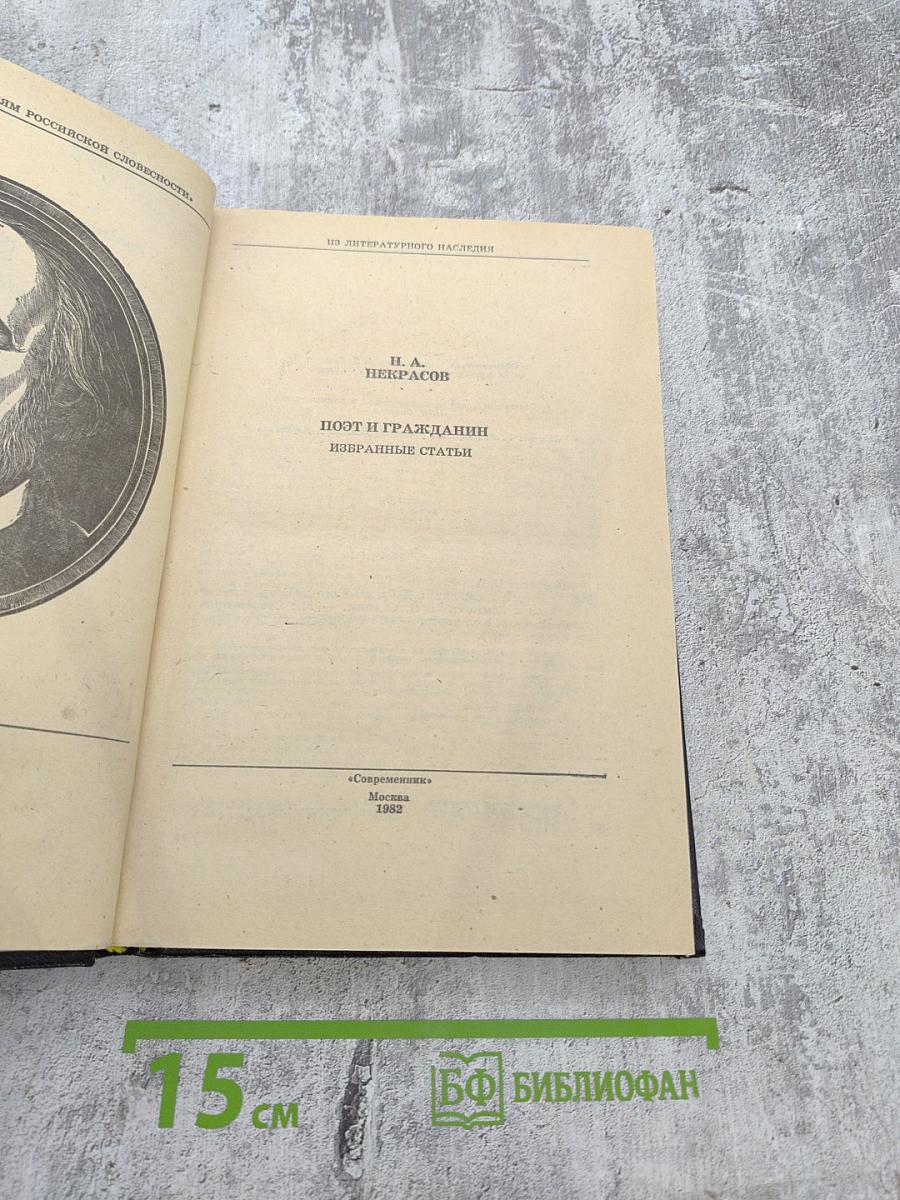 ЯМ РОССИЙСКОЙ СЛОВЕСНОСТИ»
ИЗ ЛИТЕРАТУРНОГО НАСЛЕДИЯ
Н. А.
НЕКРАСОВ
ПОЭТ И ГРАЖДАНИН
ИЗБРАННЫЕ СТАТЬИ
«Современник»
Москва
1982
15 см
БФ БИБЛИОФАН